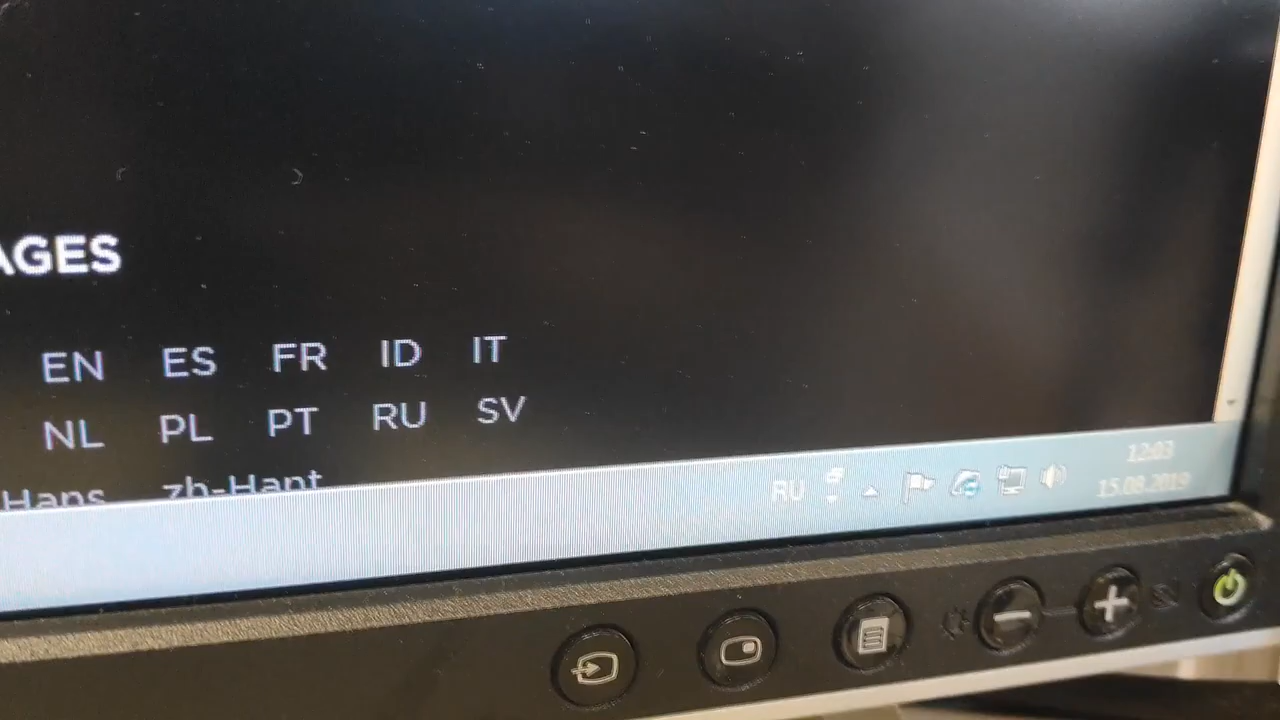 AGES
EN ES FR ID IT
NL PL PT RU SV
Hans zh-Hant
RU
12:03
15.08.2019